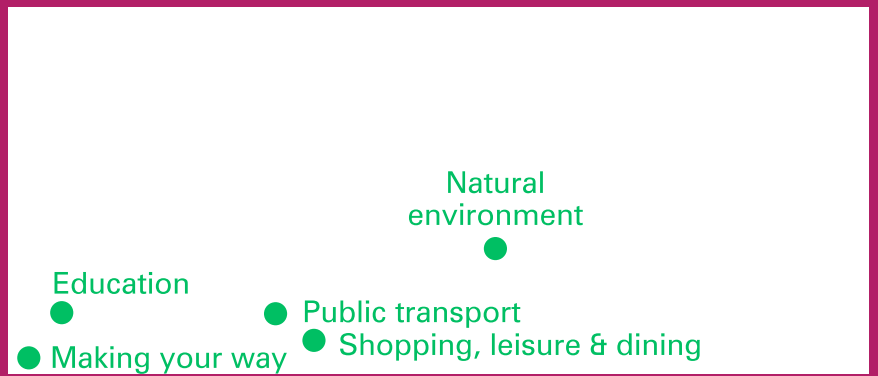 Natural
environment
Education
Public transport
Shopping, leisure & dining
Making your way